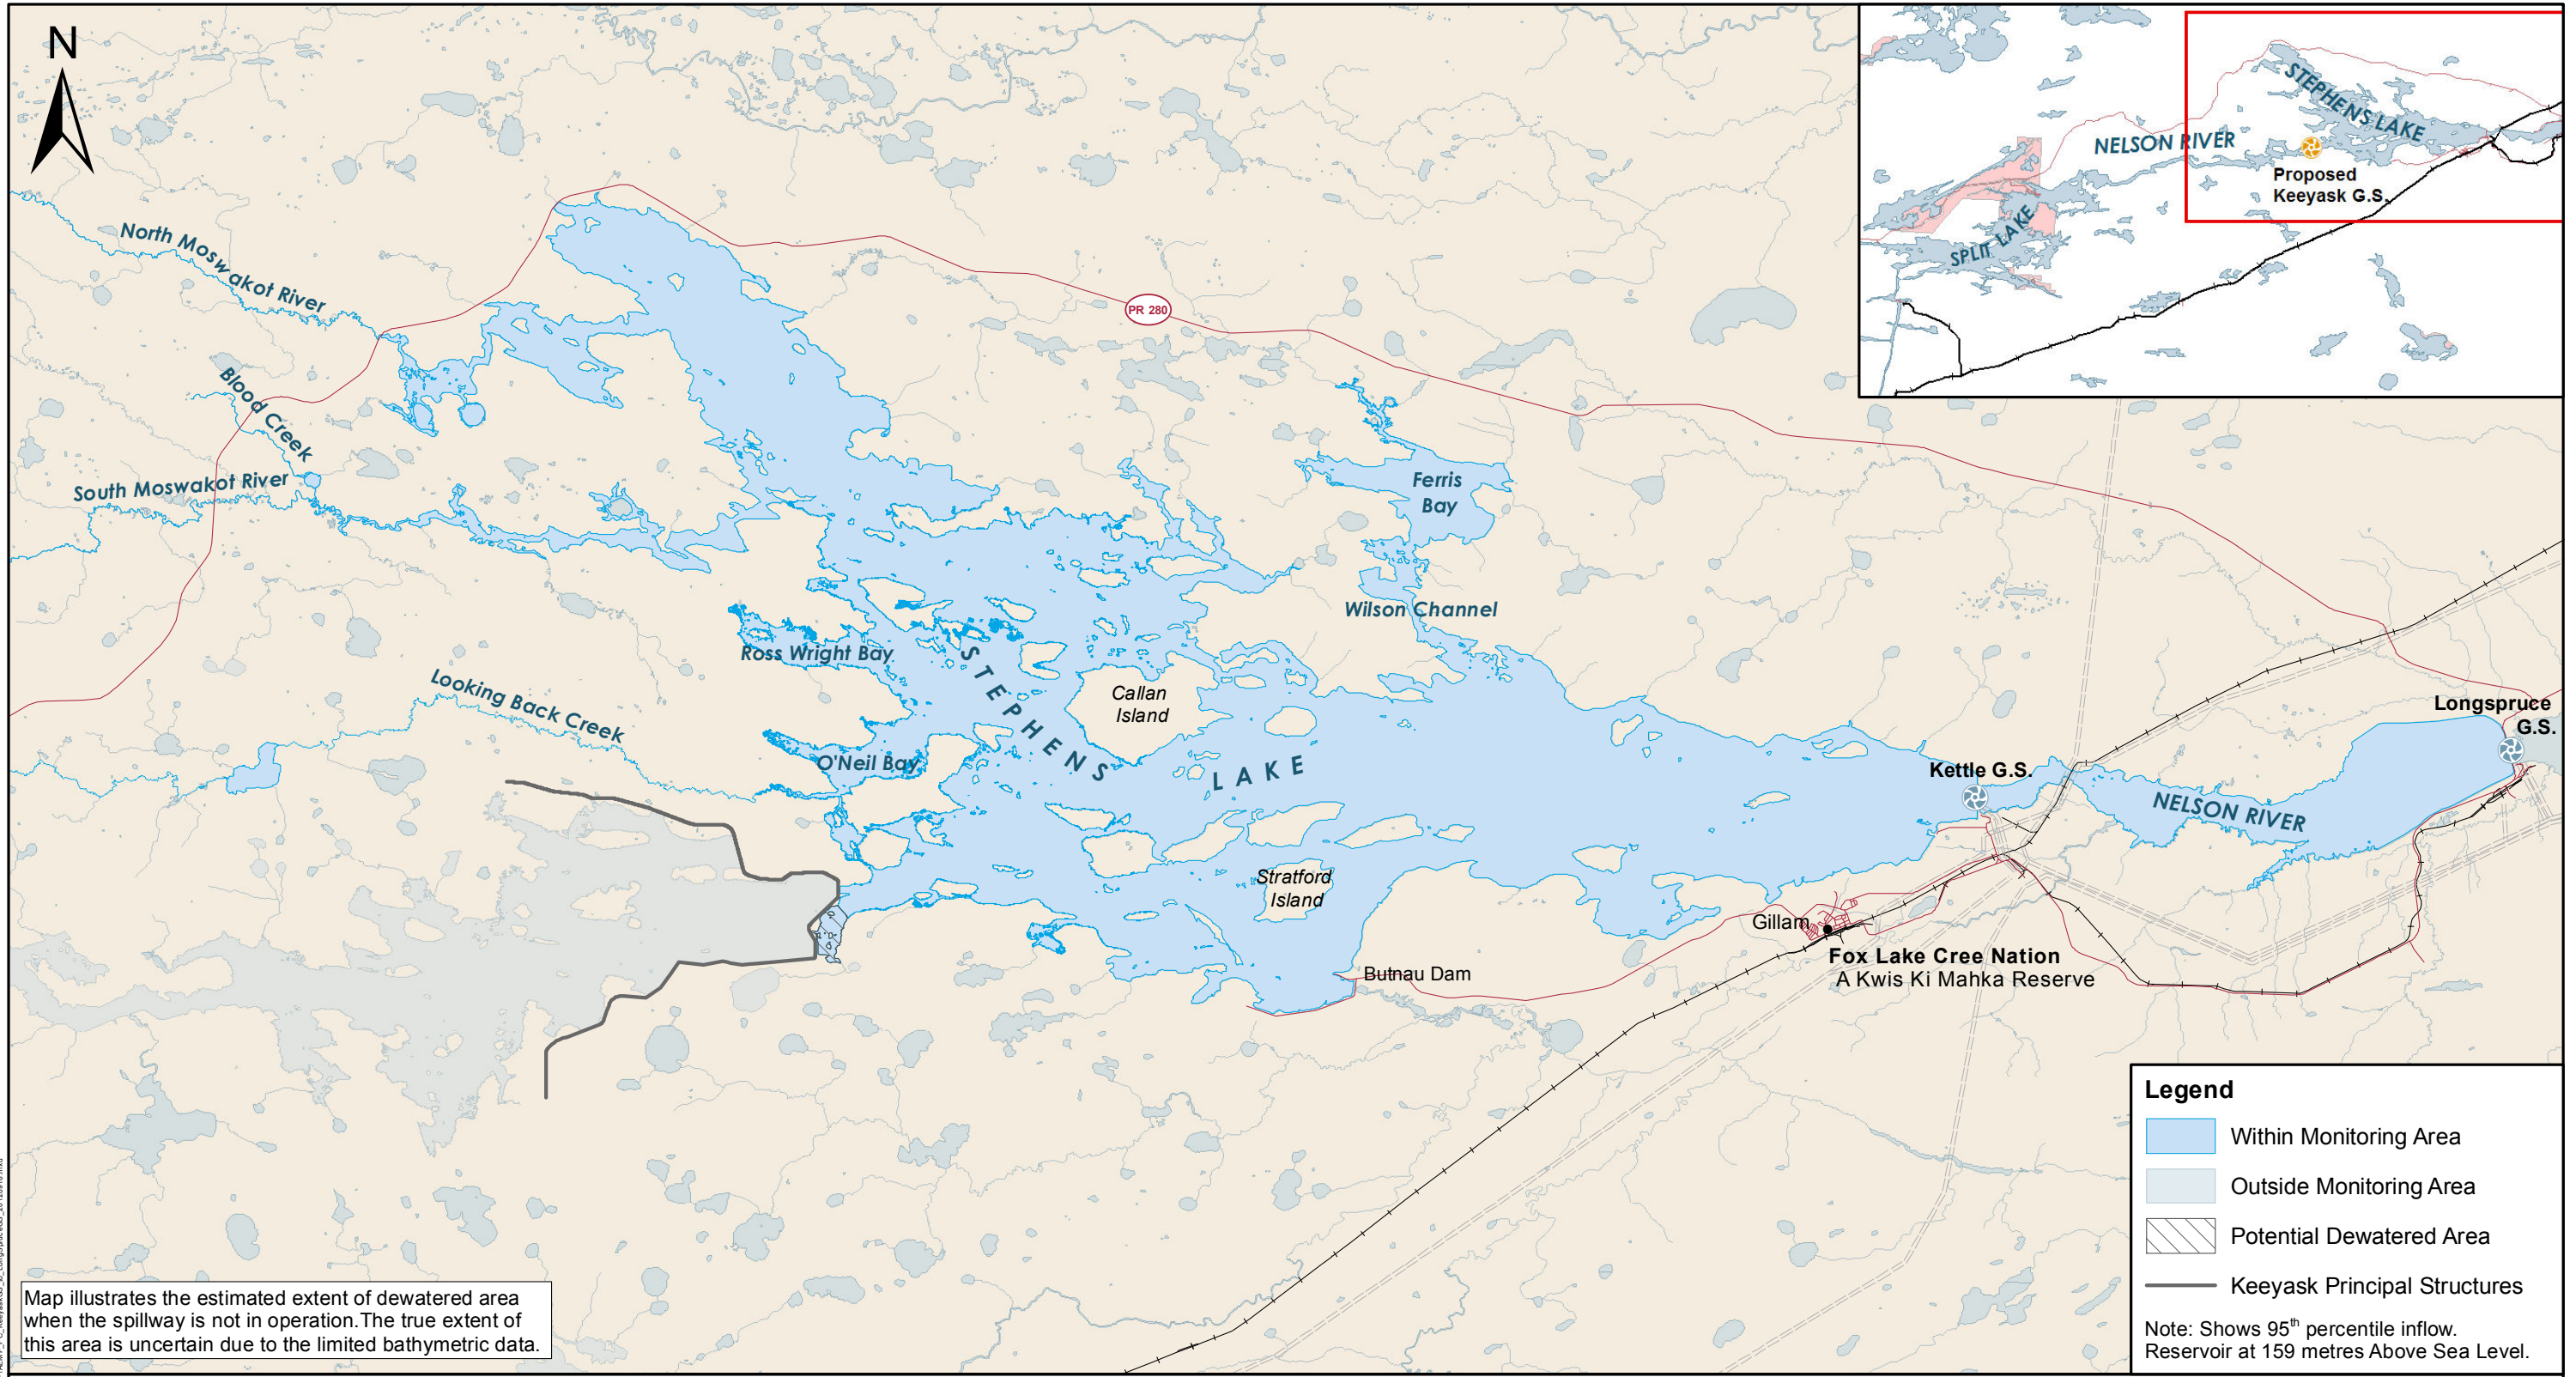 N
North Moswakot River
Blood Creek
South Moswakot River
PR 280
Ferris
Bay
Wilson Channel
Ross Wright Bay
Looking Back Creek
O'Neil Bay
STEPHENS
LAKE
Callan
Island
Stratford
Island
Butnau Dam
Kettle G.S.
NELSON RIVER
Longspruce
G.S.
Gillam
Fox Lake Cree Nation
A Kwis Ki Mahka Reserve
STEPHENS LAKE
NELSON RIVER
Proposed
Keeyask G.S.
SPLIT LAKE
Map illustrates the estimated extent of dewatered area
when the spillway is not in operation. The true extent of
this area is uncertain due to the limited bathymetric data.
Legend
Within Monitoring Area
Outside Monitoring Area
Potential Dewatered Area
Keeyask Principal Structures
Note: Shows 95th percentile inflow.
Reservoir at 159 metres Above Sea Level.